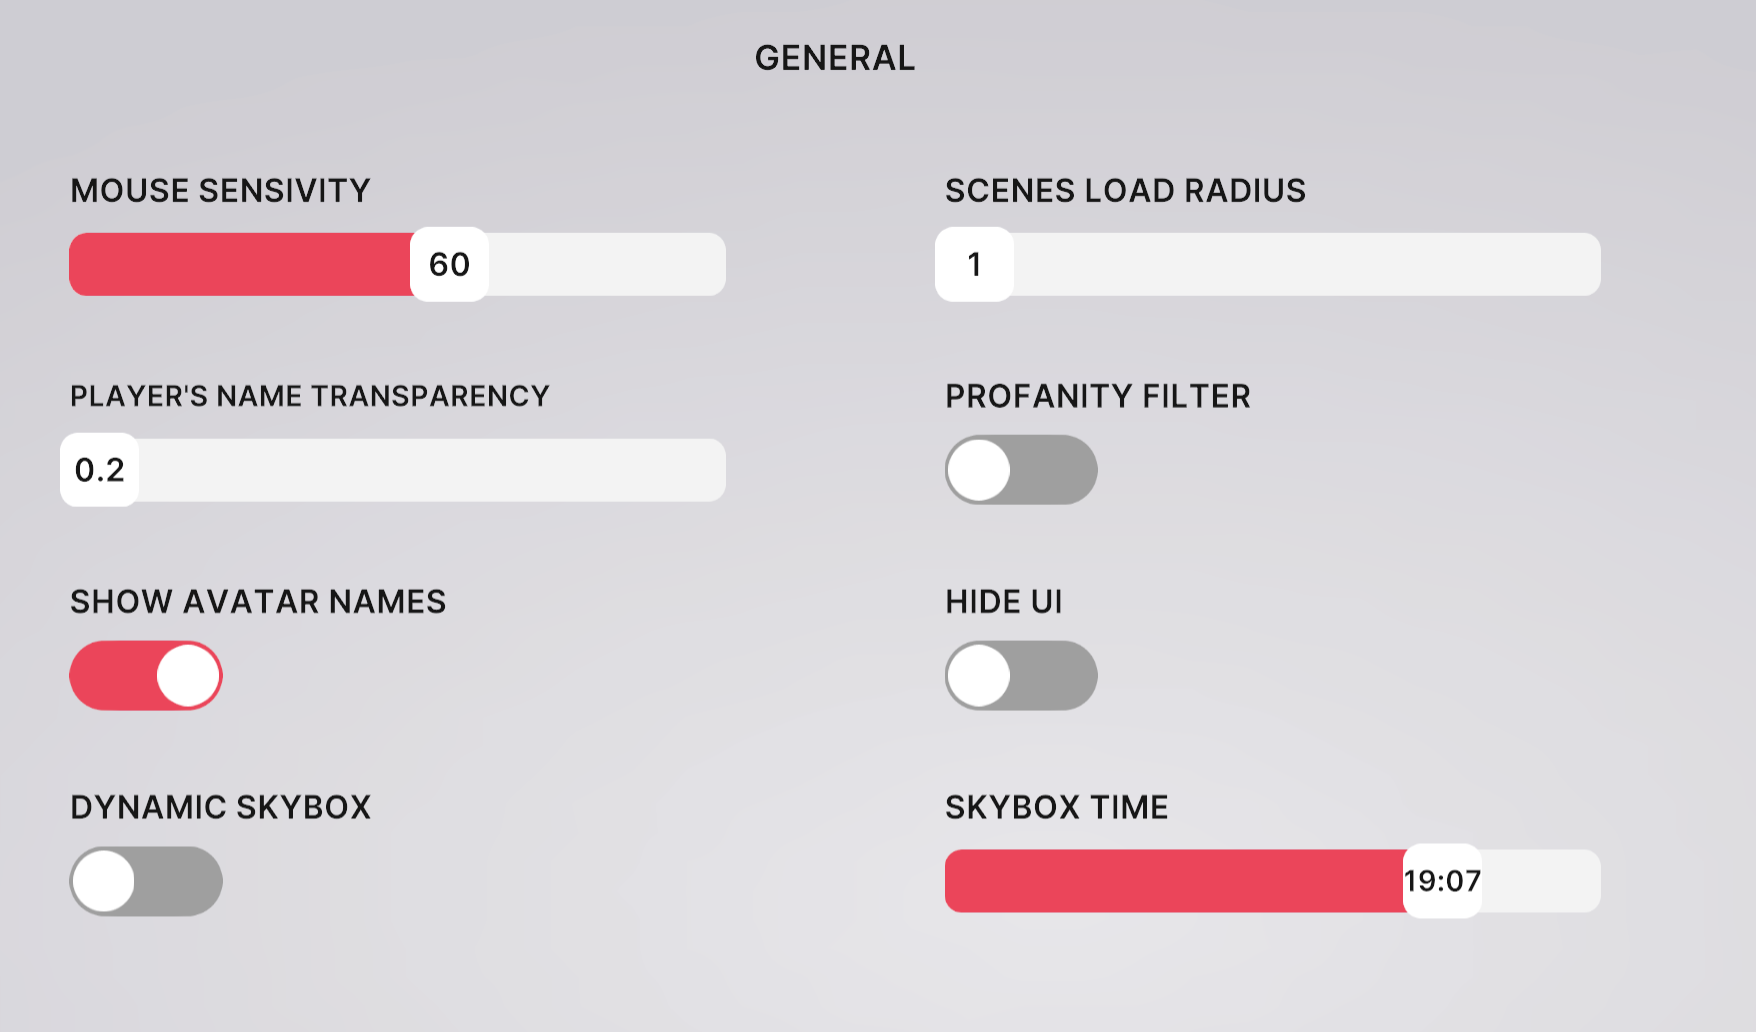 GENERAL
MOUSE SENSIVITY
60
SCENES LOAD RADIUS
1
PLAYER'S NAME TRANSPARENCY
0.2
PROFANITY FILTER
SHOW AVATAR NAMES
HIDE UI
DYNAMIC SKYBOX
SKYBOX TIME
19:07